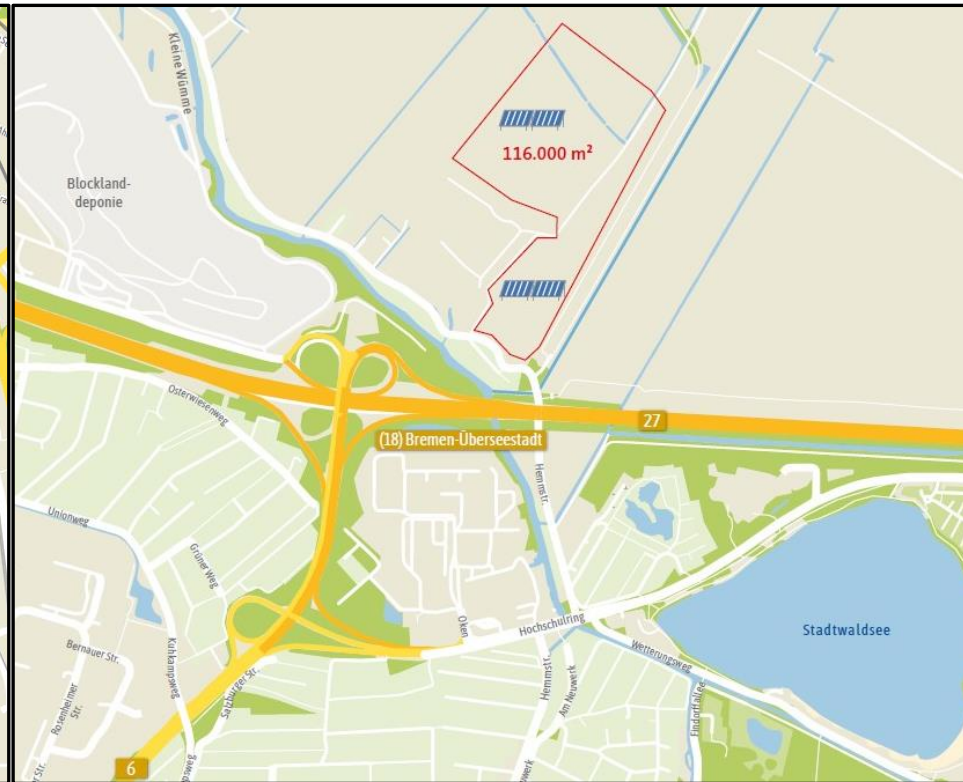 Kleine Wümme
116.000 m²
Blockland-
deponie
Osterwiesenweg
(18) Bremen-Überseestadt
27
Hemmstr.
Unionweg
Grüner Weg
Oken
Hochschulring
Stadtwaldsee
Wetterungsweg
Bernauer Str.
Kuhkampsweg
Salzburger Str.
Hemmstr.
Am Neuwerk
Findorffallee
Rosenheimer
Str.
6